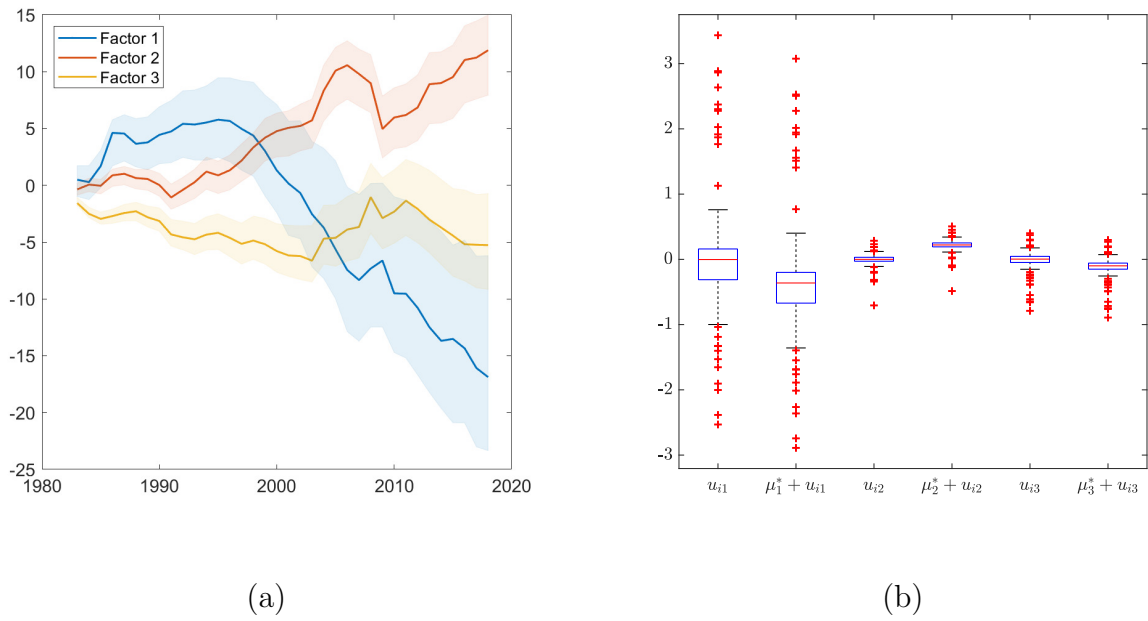 15
10
5
0
-5
-10
-15
-20
-25
1980
1990
2000
2010
2020
Factor 1
Factor 2
Factor 3
(a)
3
2
1
0
-1
-2
-3
u_{i1}
μ_1^* + u_{i1}
u_{i2}
μ_2^* + u_{i2}
u_{i3}
μ_3^* + u_{i3}
(b)